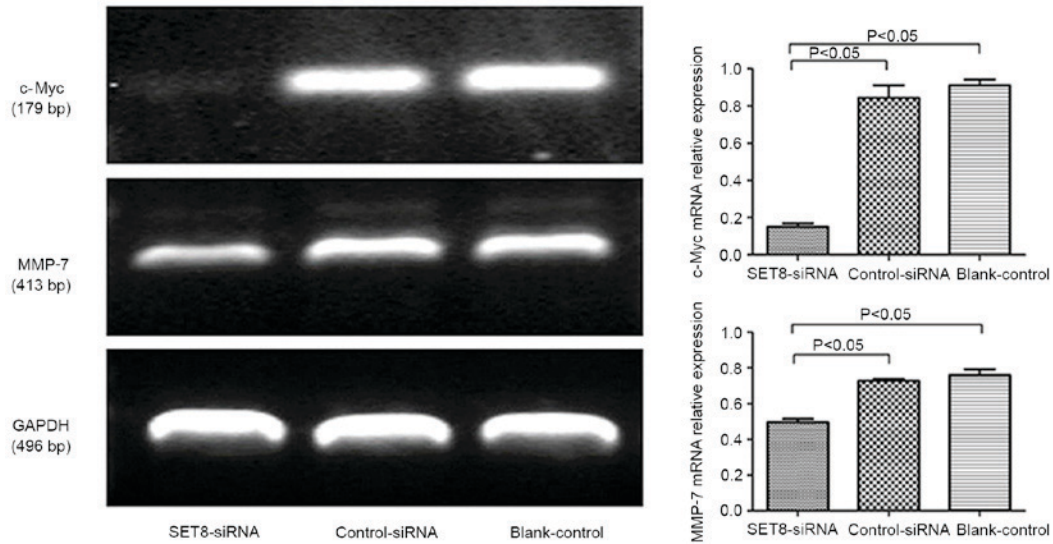 c-Myc
(179 bp)
MMP-7
(413 bp)
GAPDH
(496 bp)
SET8-siRNA Control-siRNA Blank-control
P<0.05
P<0.05
c-Myc mRNA relative expression
1.0
0.8
0.6
0.4
0.2
0.0
SET8-siRNA Control-siRNA Blank-control
P<0.05
P<0.05
MMP-7 mRNA relative expression
1.0
0.8
0.6
0.4
0.2
0.0
SET8-siRNA Control-siRNA Blank-control